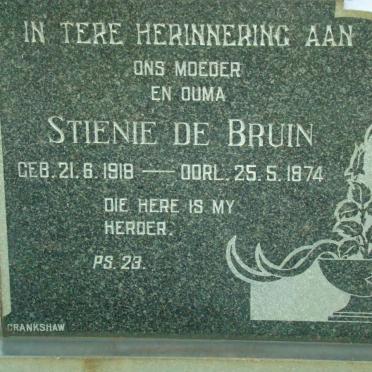 IN TERE HERINNERING AAN
ONS MOEDER
EN OUMA
STIENIE DE BRUIN
GEB. 21. 6. 1918 — OORL. 25. 5. 1974
DIE HERE IS MY
HERDER.
PS. 23.
CRANKSHAW